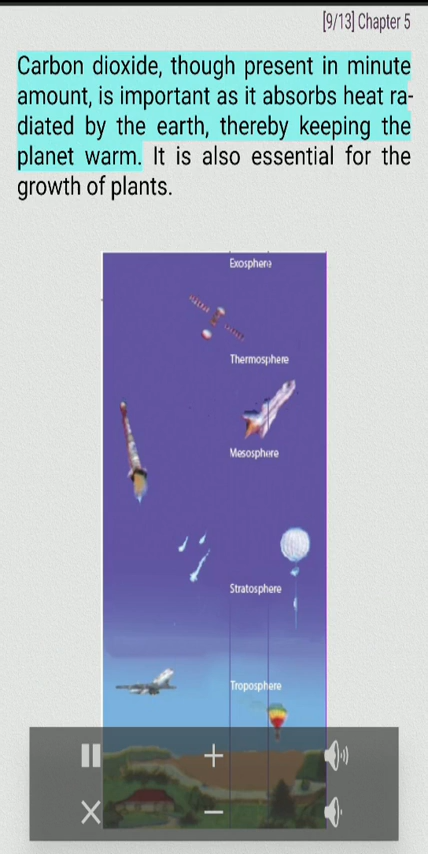 [9/13] Chapter 5
Carbon dioxide, though present in minute
amount, is important as it absorbs heat ra-
diated by the earth, thereby keeping the
planet warm. It is also essential for the
growth of plants.
Exosphere
Thermosphere
Mesosphere
Stratosphere
Troposphere